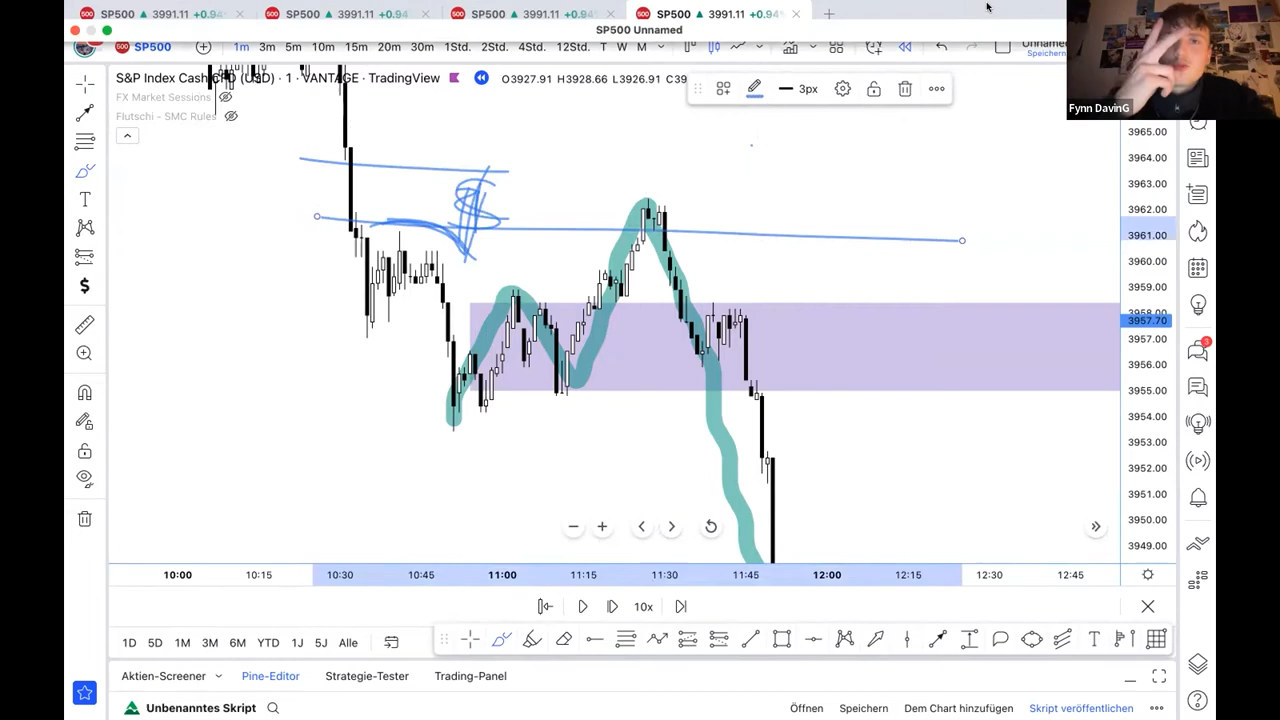 SP500 3991.11 +0.94% SP500 3991.11 +0.94 SP500 3991.11 +0.94% SP500 3991.11 +0.94%
SP500 Unnamed
500 SP500 1m 3m 5m 10m 15m 20m 30m 1Std. 2Std. 4Std. 12Std. T W M
Speichern
S&P Index Cash CFD (USD) · 1 · VANTAGE · TradingView O3927.91 H3928.66 L3926.91
FX Market Sessions
Flutschi - SMC Rules
3px
Fynn DavinG
$
3965.00
3964.00
3963.00
3962.00
3961.00
3960.00
3959.00
3958.00
3957.70
3957.00
3956.00
3955.00
3954.00
3953.00
3952.00
3951.00
3950.00
3949.00
3
10:00 10:15 10:30 10:45 11:00 11:15 11:30 11:45 12:00 12:15 12:30 12:45
10x
1D 5D 1M 3M 6M YTD 1J 5J Alle
Aktien-Screener Pine-Editor Strategie-Tester Trading-Panel
Unbenanntes Skript Öffnen Speichern Dem Chart hinzufügen Skript veröffentlichen